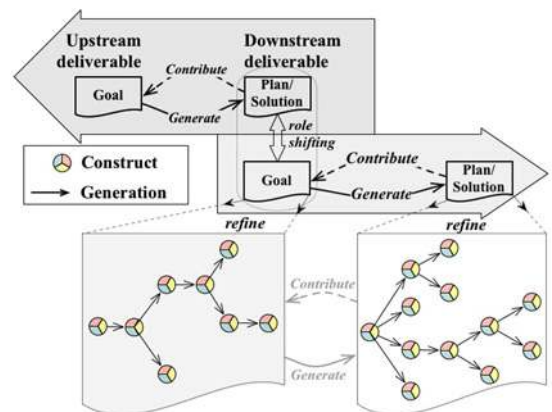 Upstream
deliverable
Downstream
deliverable
Contribute
Goal
Plan/
Solution
Generate
role
shifting
Contribute
Goal
Plan/
Solution
Generate
Construct
Generation
refine
refine
Contribute
Generate